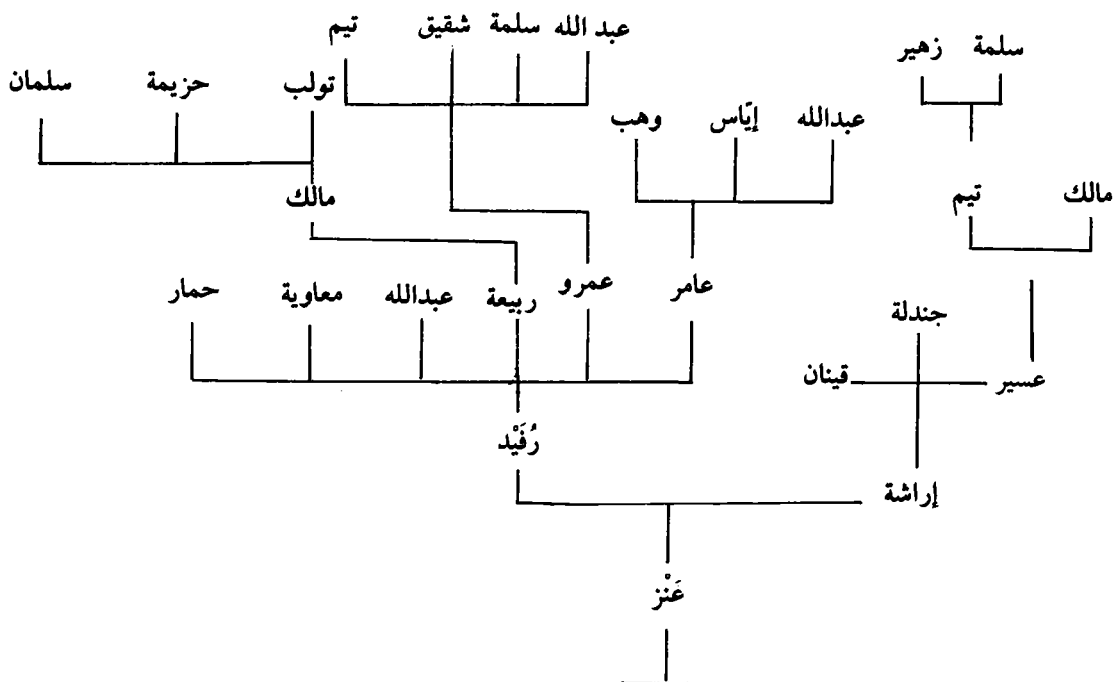 عبد الله سلمة شقيق تيم
سلمة زهير
تولب حزيمة سلمان
عبدالله إيّاس وهب
مالك تيم
مالك
عامر عمرو ربيعة عبدالله معاوية حمار
جندلة
عسير قينان
رُفَيْد
إراشة
عَنْز